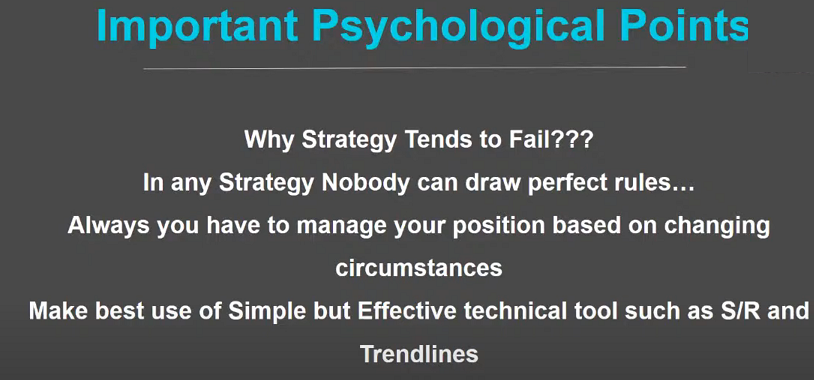 Important Psychological Points
Why Strategy Tends to Fail???
In any Strategy Nobody can draw perfect rules...
Always you have to manage your position based on changing
circumstances
Make best use of Simple but Effective technical tool such as S/R and
Trendlines